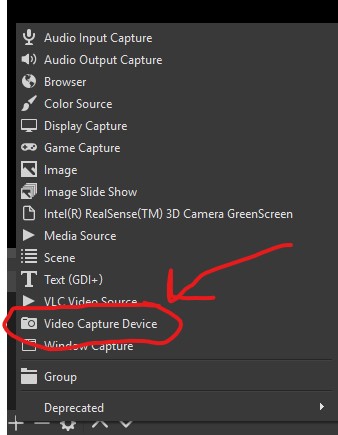 Audio Input Capture
Audio Output Capture
Browser
Color Source
Display Capture
Game Capture
Image
Image Slide Show
Intel(R) RealSense(TM) 3D Camera GreenScreen
Media Source
Scene
Text (GDI+)
VLC Video Source
Video Capture Device
Window Capture
Group
Deprecated